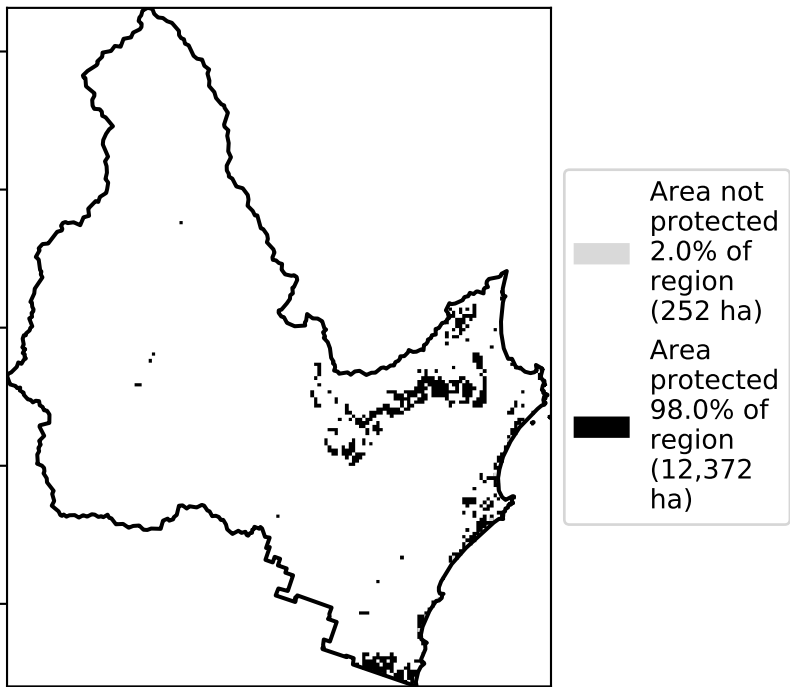 Area not
protected
2.0% of
region
(252 ha)
Area
protected
98.0% of
region
(12,372
ha)